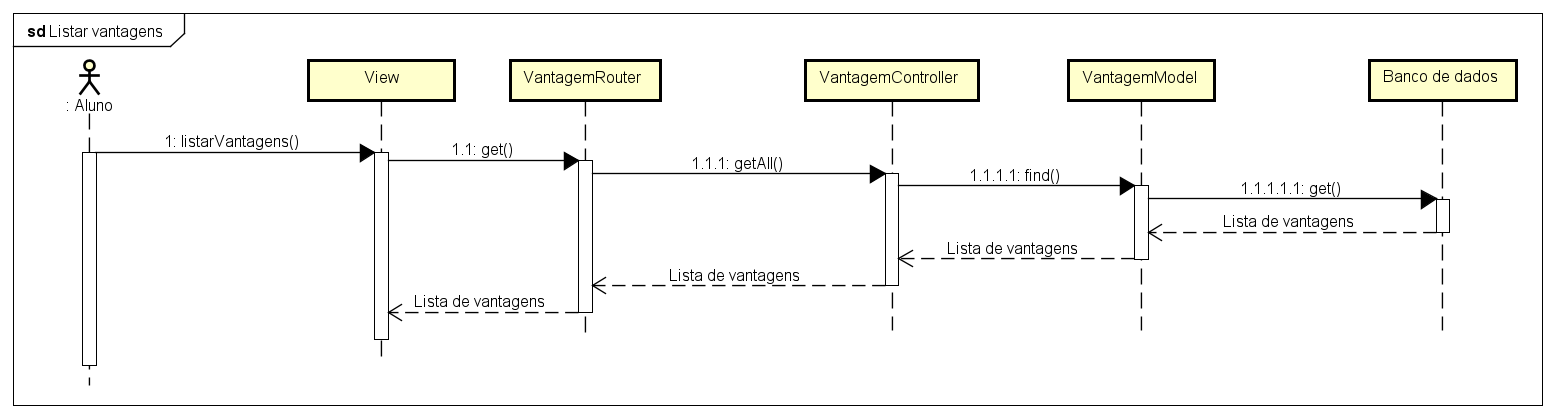 sd Listar vantagens
: Aluno
View
VantagemRouter
VantagemController
VantagemModel
Banco de dados
1: listarVantagens()
1.1: get()
1.1.1: getAll()
1.1.1.1: find()
1.1.1.1.1: get()
Lista de vantagens
Lista de vantagens
Lista de vantagens
Lista de vantagens